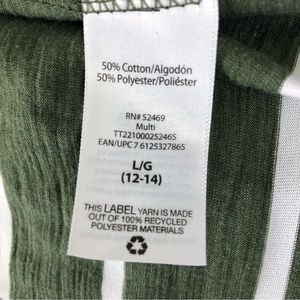 50% Cotton/Algodón
50% Polyester/Poliéster
RN# 52469
Multi
TT22100025246S
EAN/UPC 7 6125327865
L/G
(12-14)
THIS LABEL YARN IS MADE
OUT OF 100% RECYCLED
POLYESTER MATERIALS